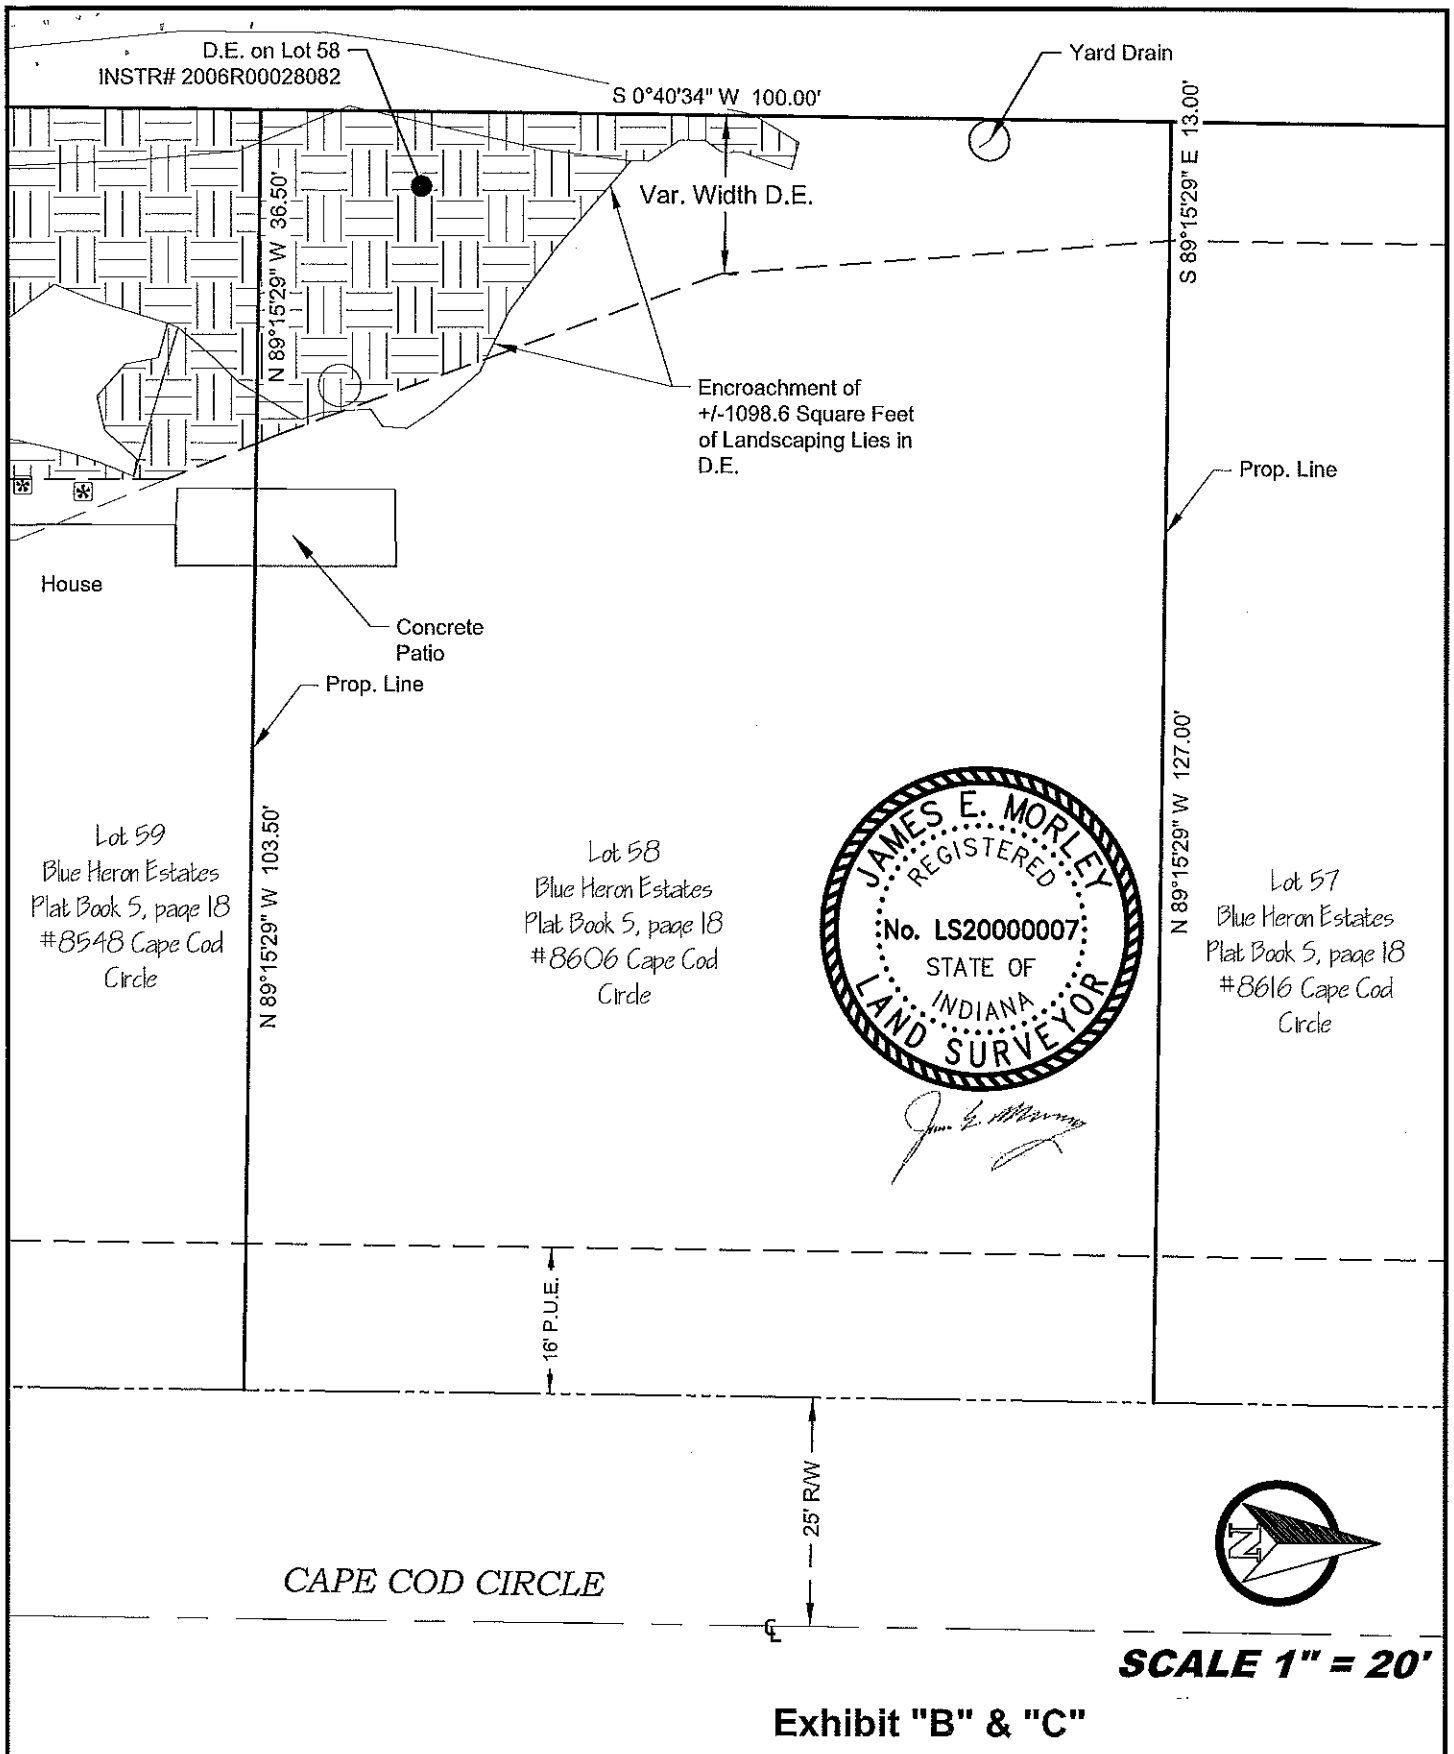 D.E. on Lot 58
INSTR# 2006R00028082
Yard Drain
S 0°40'34" W 100.00'
S 89°15'29" E 13.00'
N 89°15'29" W 36.50'
Var. Width D.E.
Encroachment of
+/-1098.6 Square Feet
of Landscaping Lies in
D.E.
Prop. Line
House
Concrete
Patio
Prop. Line
N 89°15'29" W 103.50'
N 89°15'29" W 127.00'
Lot 59
Blue Heron Estates
Plat Book 5, page 18
#8548 Cape Cod
Circle
Lot 58
Blue Heron Estates
Plat Book 5, page 18
#8606 Cape Cod
Circle
JAMES E. MORLEY
REGISTERED
No. LS20000007
STATE OF
INDIANA
LAND SURVEYOR
Lot 57
Blue Heron Estates
Plat Book 5, page 18
#8616 Cape Cod
Circle
16' P.U.E.
25' R/W
N
CAPE COD CIRCLE
℄
SCALE 1" = 20'
Exhibit "B" & "C"